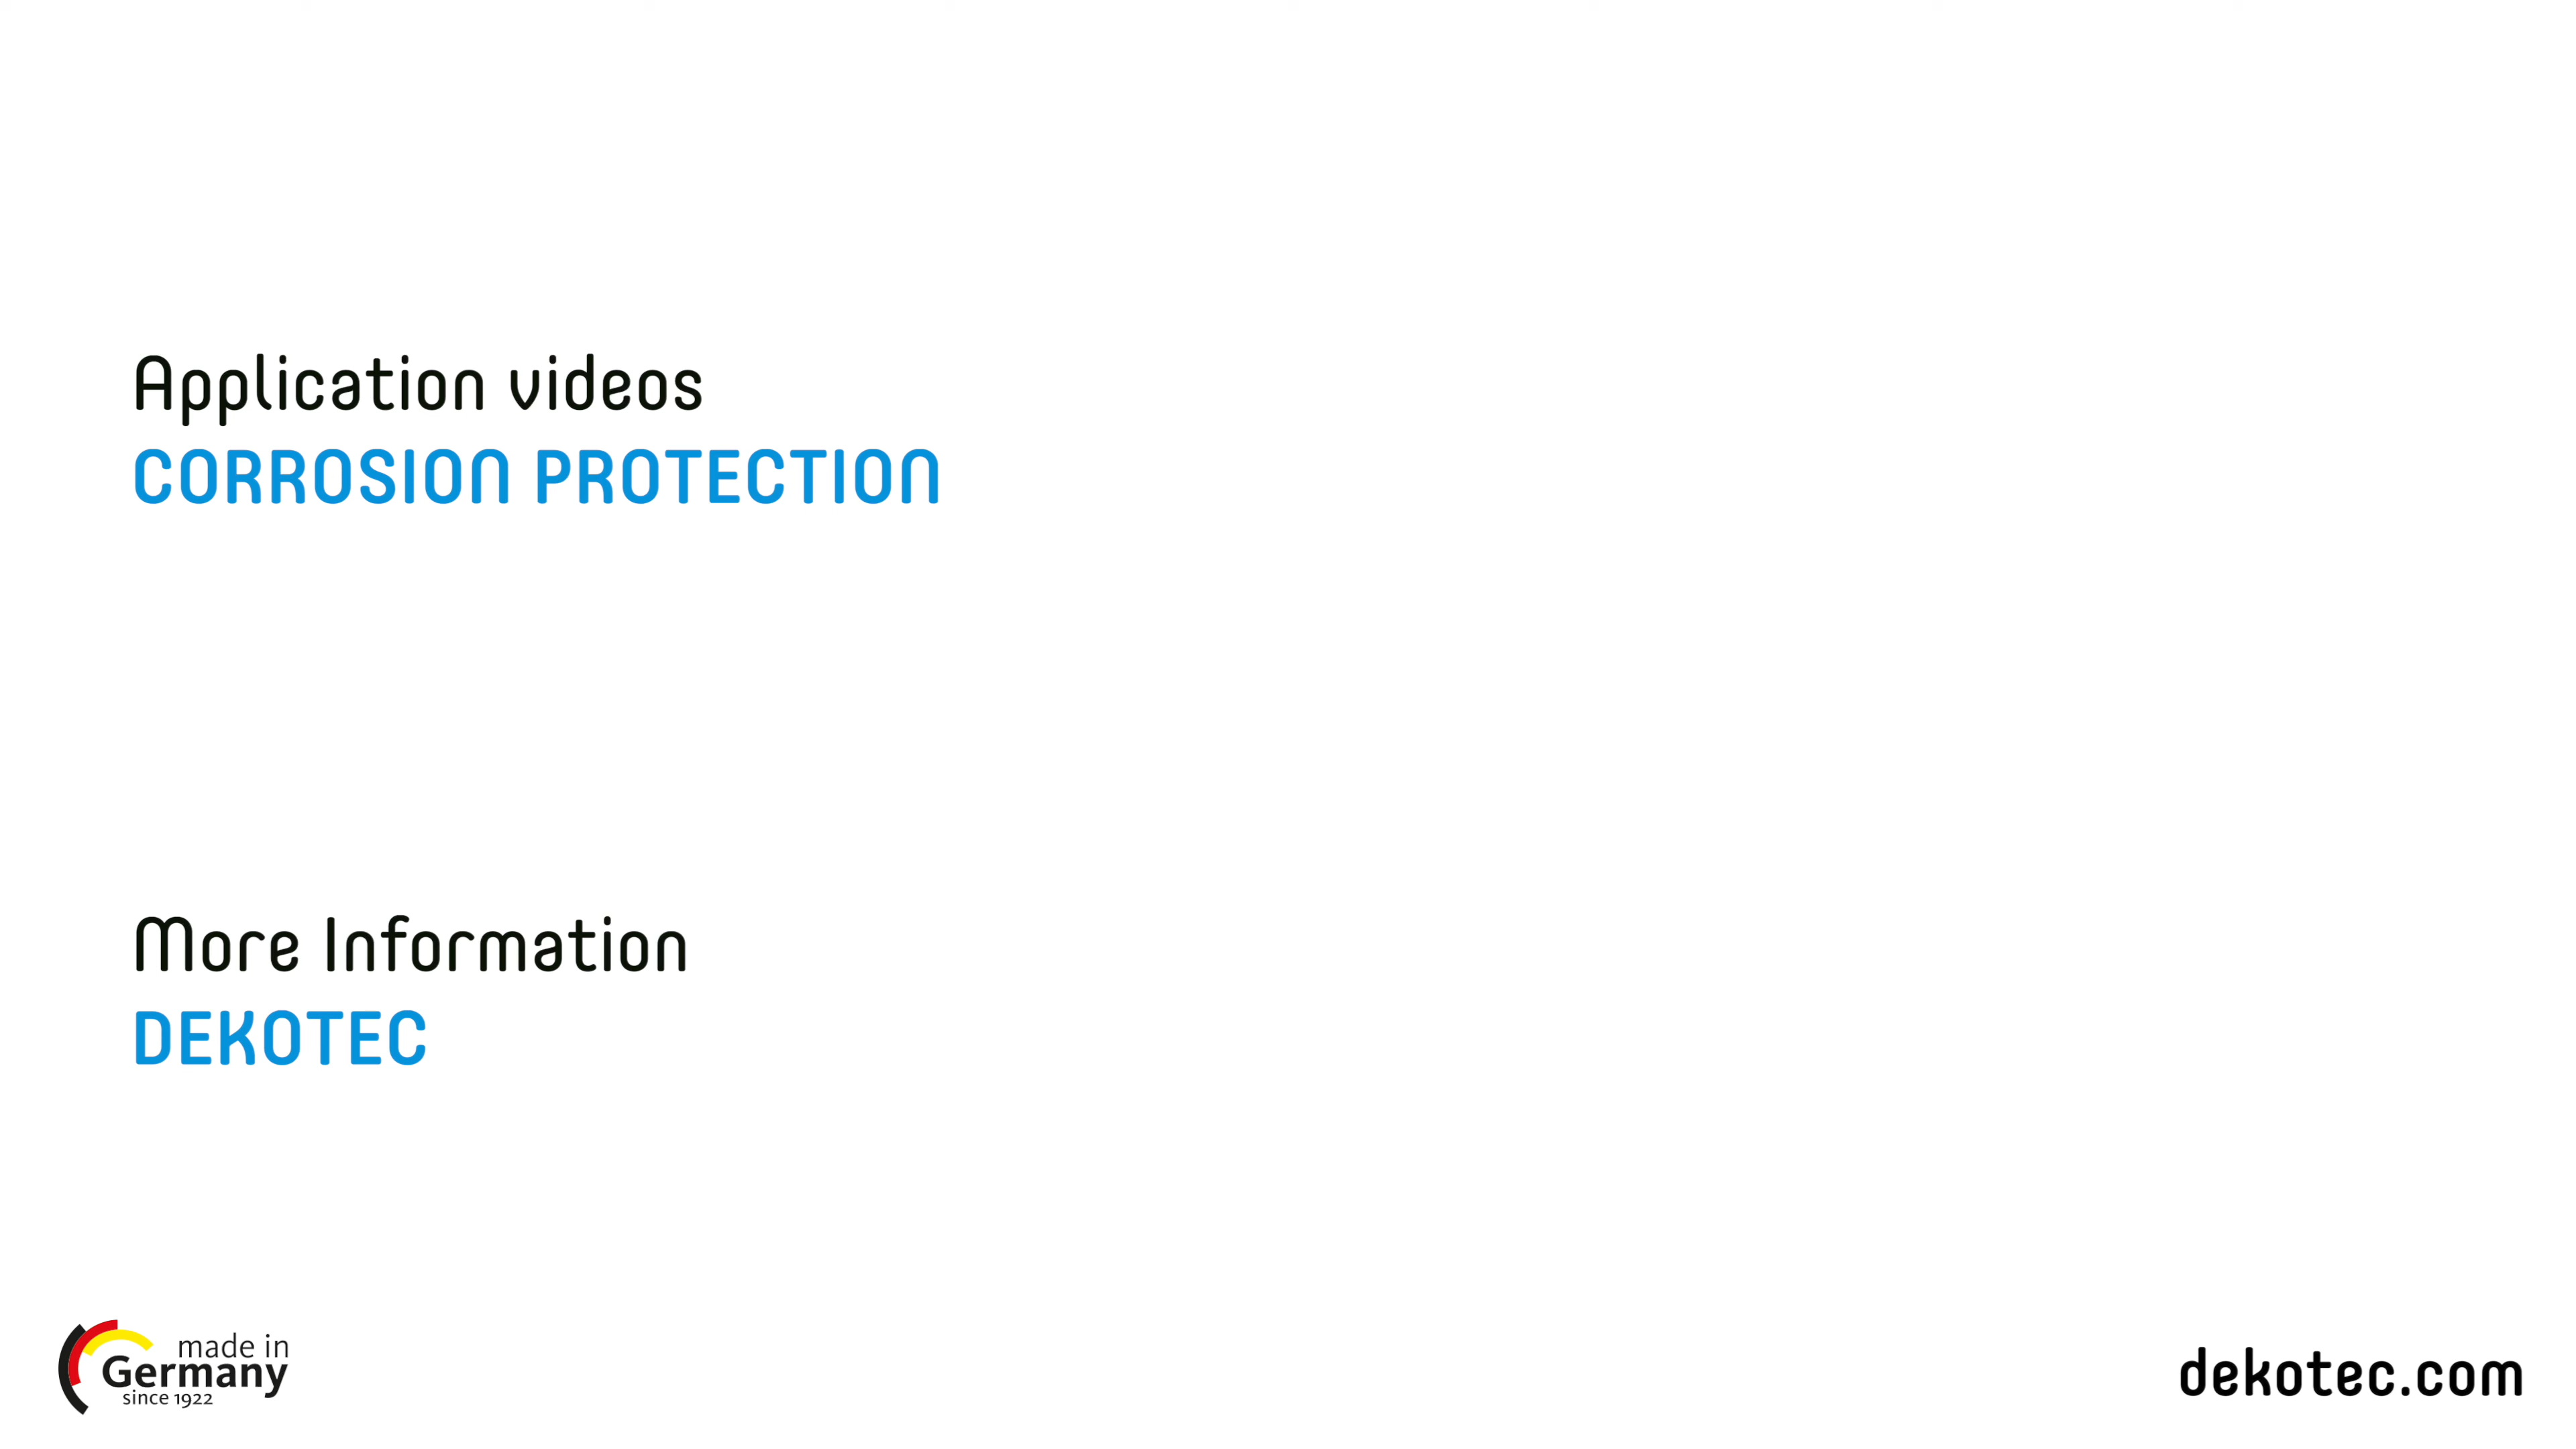 Application videos
CORROSION PROTECTION
More Information
DEKOTEC
made in
Germany
since 1922
dekotec.com